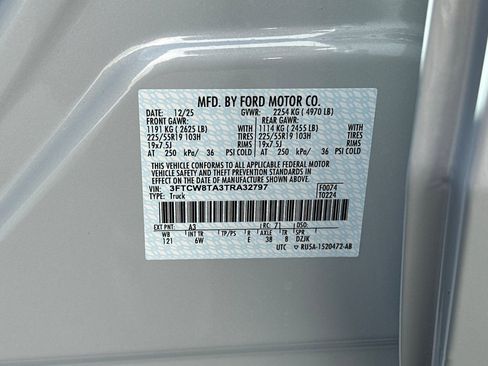 MFD. BY FORD MOTOR CO.
DATE: 12/25 GVWR: 2254 KG ( 4970 LB)
FRONT GAWR: REAR GAWR:
1191 KG ( 2625 LB) 1114 KG ( 2455 LB)
WITH WITH
225/55R19 103H TIRES 225/55R19 103H TIRES
19x7.5J RIMS 19x7.5J RIMS
AT 250 kPa/ 36 PSI COLD AT 250 kPa/ 36 PSI COLD
THIS VEHICLE CONFORMS TO ALL APPLICABLE FEDERAL MOTOR
VEHICLE SAFETY AND THEFT PREVENTION STANDARDS IN
EFFECT ON THE DATE OF MANUFACTURE SHOWN ABOVE.
VIN: 3FTCW8TA3TRA32797 F0074
TYPE: Truck T0224
EXT PNT: A3 RC: 71 DSO:
WB INT TR TP/PS R AXLE TR SPR
121 6W E 38 8 DZJK
UTC RU5A-1520472-AB